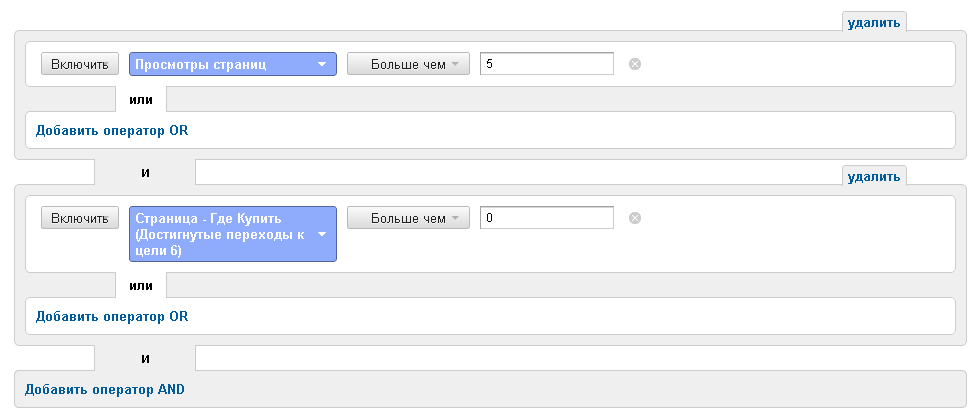 удалить
Включить Просмотры страниц Больше чем 5
или
Добавить оператор OR
и
удалить
Включить Страница - Где Купить Больше чем 0
(Достигнутые переходы к
цели 6)
или
Добавить оператор OR
и
Добавить оператор AND